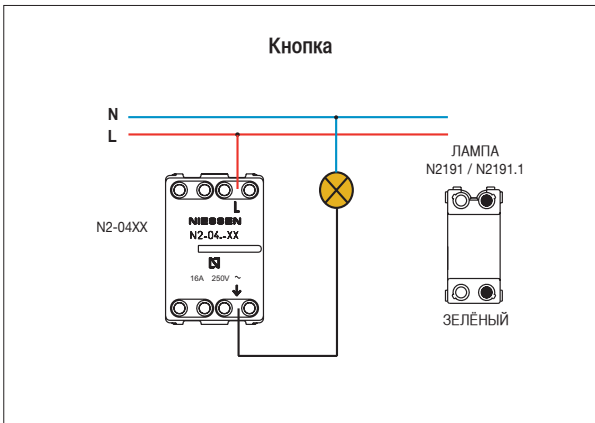 Кнопка
N
L
ЛАМПА
N2191 / N2191.1
L
NIESSEN
N2-04XX
N2-04..-XX
16A 250V ~
ЗЕЛЁНЫЙ